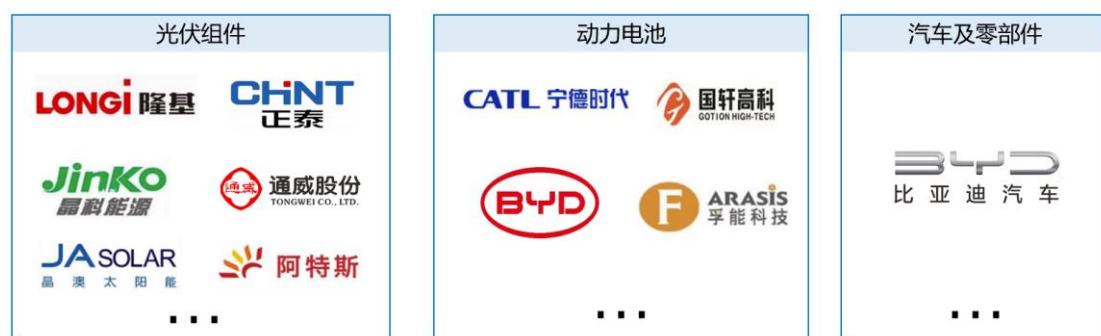 光伏组件
LONGi 隆基
CHiNT
正泰
JinKO
晶科能源
通威
通威股份
TONGWEI CO., LTD.
JA SOLAR
晶 澳 太 阳 能
阿特斯
...
动力电池
CATL 宁德时代
国轩高科
GOTION HIGH-TECH
BYD
F
ARASIS
孚能科技
...
汽车及零部件
BYD
比亚迪汽车
...